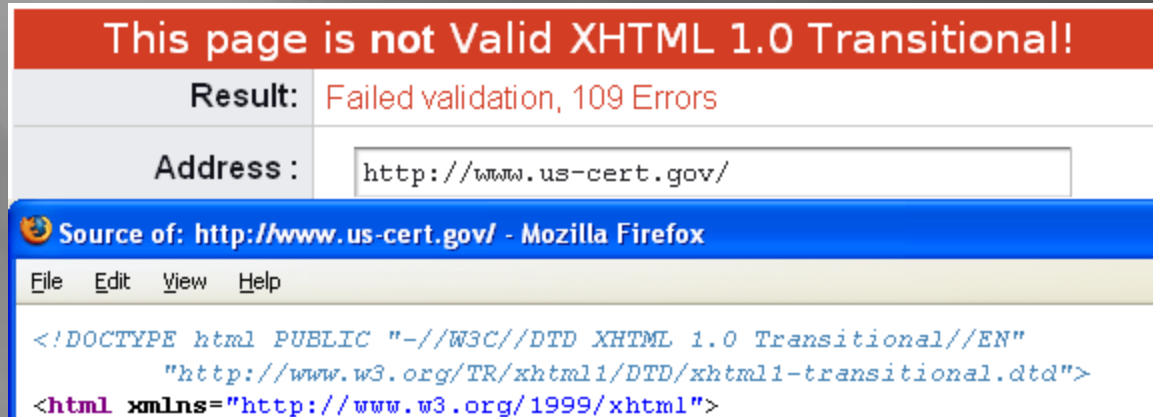 This page is not Valid XHTML 1.0 Transitional!
Result: Failed validation, 109 Errors
Address : http://www.us-cert.gov/
Source of: http://www.us-cert.gov/ - Mozilla Firefox
File Edit View Help
<!DOCTYPE html PUBLIC "-//W3C//DTD XHTML 1.0 Transitional//EN"
"http://www.w3.org/TR/xhtml1/DTD/xhtml1-transitional.dtd">
<html xmlns="http://www.w3.org/1999/xhtml">